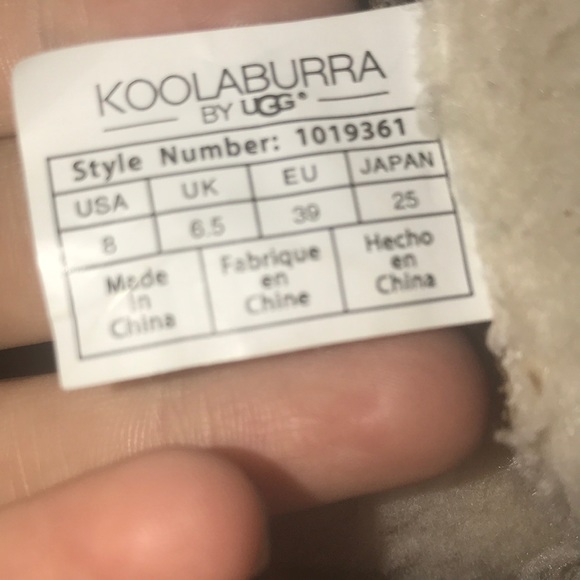 KOOLABURRA
BY UGG®
Style Number: 1019361
USA UK EU JAPAN
8 6.5 39 25
Made in China
Fabrique en Chine
Hecho en China